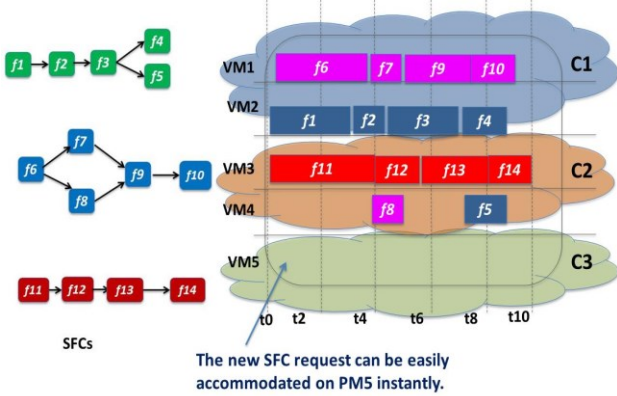 f1 f2 f3 f4
f5
f6 f7 f8 f9 f10
f11 f12 f13 f14
SFCs
VM1 f6 f7 f9 f10 C1
VM2 f1 f2 f3 f4
VM3 f11 f12 f13 f14 C2
VM4 f8 f5
VM5 C3
t0 t2 t4 t6 t8 t10
The new SFC request can be easily
accommodated on PM5 instantly.